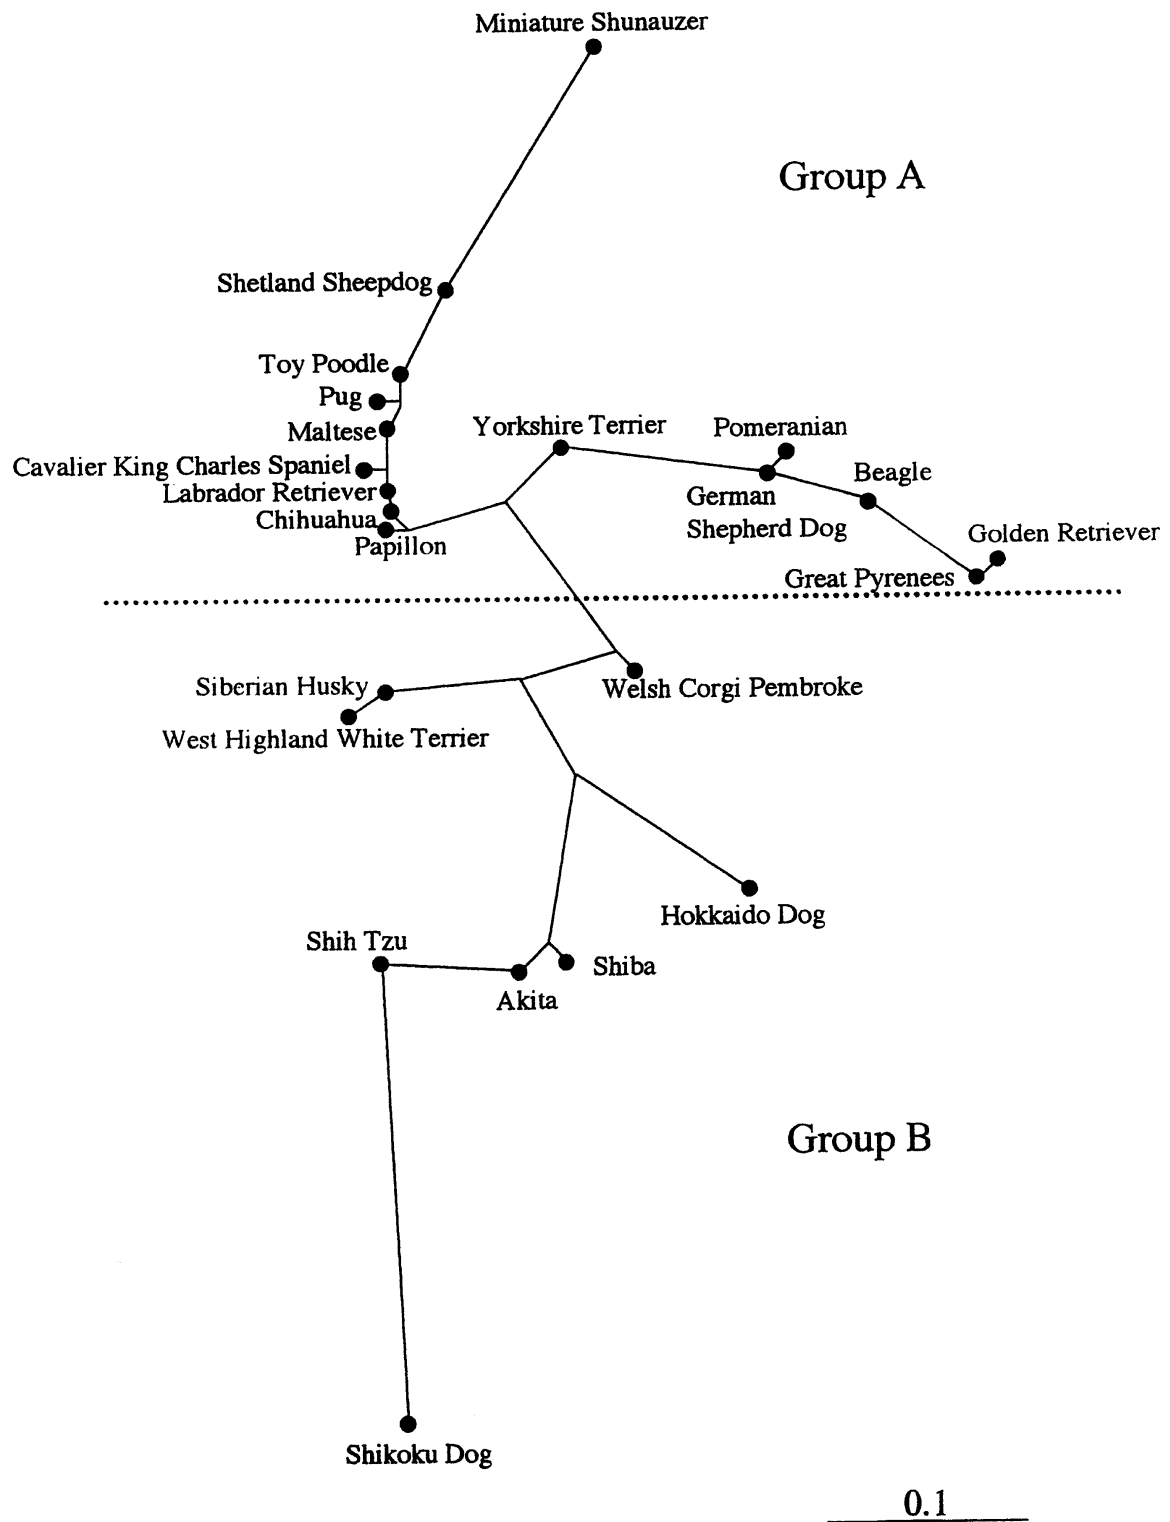 Miniature Shunauzer
Group A
Shetland Sheepdog
Toy Poodle
Pug
Maltese
Yorkshire Terrier
Pomeranian
Cavalier King Charles Spaniel
Beagle
Labrador Retriever
German
Shepherd Dog
Chihuahua
Golden Retriever
Papillon
Great Pyrenees
Siberian Husky
Welsh Corgi Pembroke
West Highland White Terrier
Hokkaido Dog
Shih Tzu
Shiba
Akita
Group B
Shikoku Dog
0.1